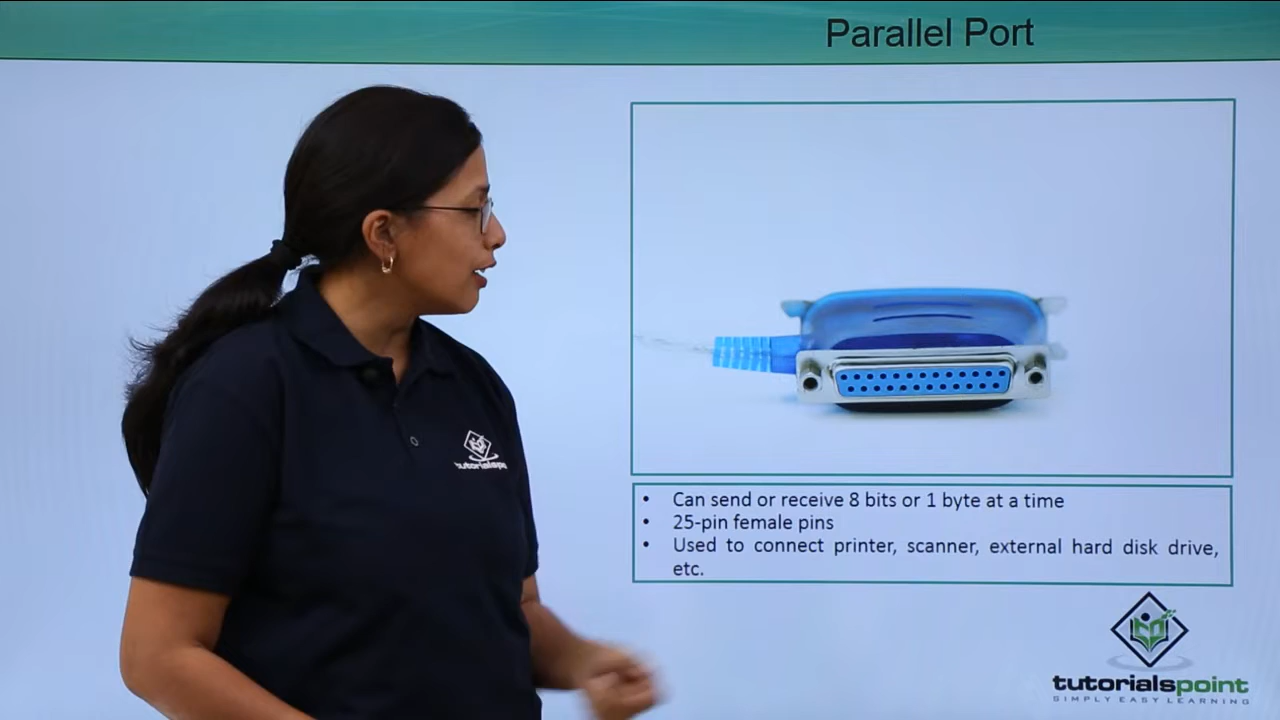 Parallel Port
• Can send or receive 8 bits or 1 byte at a time
• 25-pin female pins
• Used to connect printer, scanner, external hard disk drive,
etc.
tutorialspoint
SIMPLY EASY LEARNING